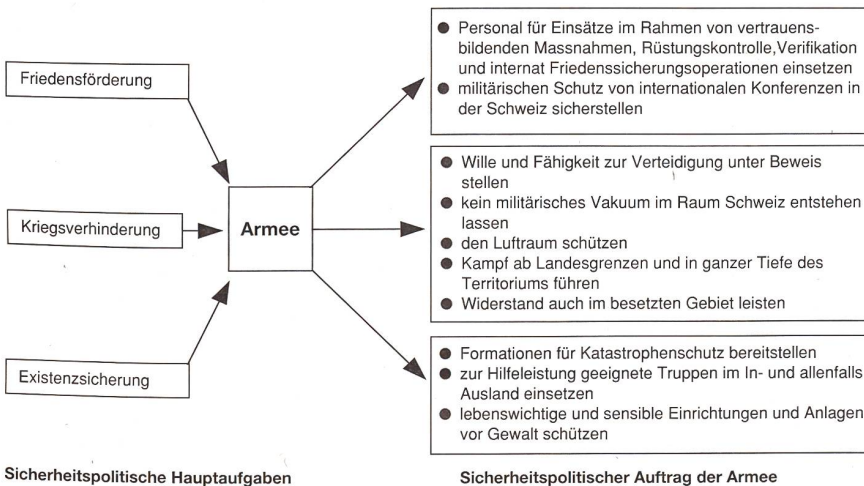 Friedensförderung
Kriegsverhinderung
Existenzsicherung
Armee
● Personal für Einsätze im Rahmen von vertrauens-
bildenden Massnahmen, Rüstungskontrolle,Verifikation
und internat Friedenssicherungsoperationen einsetzen
● militärischen Schutz von internationalen Konferenzen in
der Schweiz sicherstellen
● Wille und Fähigkeit zur Verteidigung unter Beweis
stellen
● kein militärisches Vakuum im Raum Schweiz entstehen
lassen
● den Luftraum schützen
● Kampf ab Landesgrenzen und in ganzer Tiefe des
Territoriums führen
● Widerstand auch im besetzten Gebiet leisten
● Formationen für Katastrophenschutz bereitstellen
● zur Hilfeleistung geeignete Truppen im In- und allenfalls
Ausland einsetzen
● lebenswichtige und sensible Einrichtungen und Anlagen
vor Gewalt schützen
Sicherheitspolitische Hauptaufgaben
Sicherheitspolitischer Auftrag der Armee